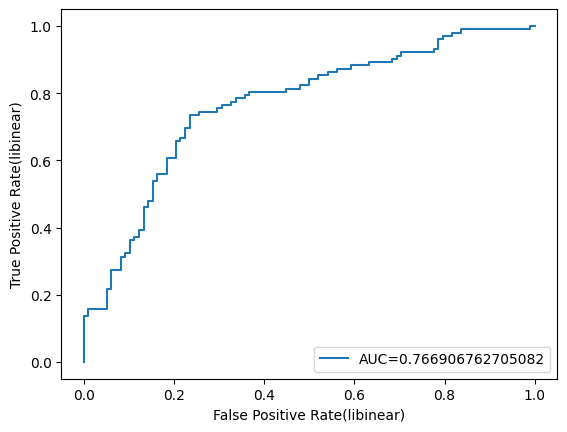 1.0
0.8
0.6
0.4
0.2
0.0
True Positive Rate(libinear)
AUC=0.766906762705082
0.0 0.2 0.4 0.6 0.8 1.0
False Positive Rate(libinear)